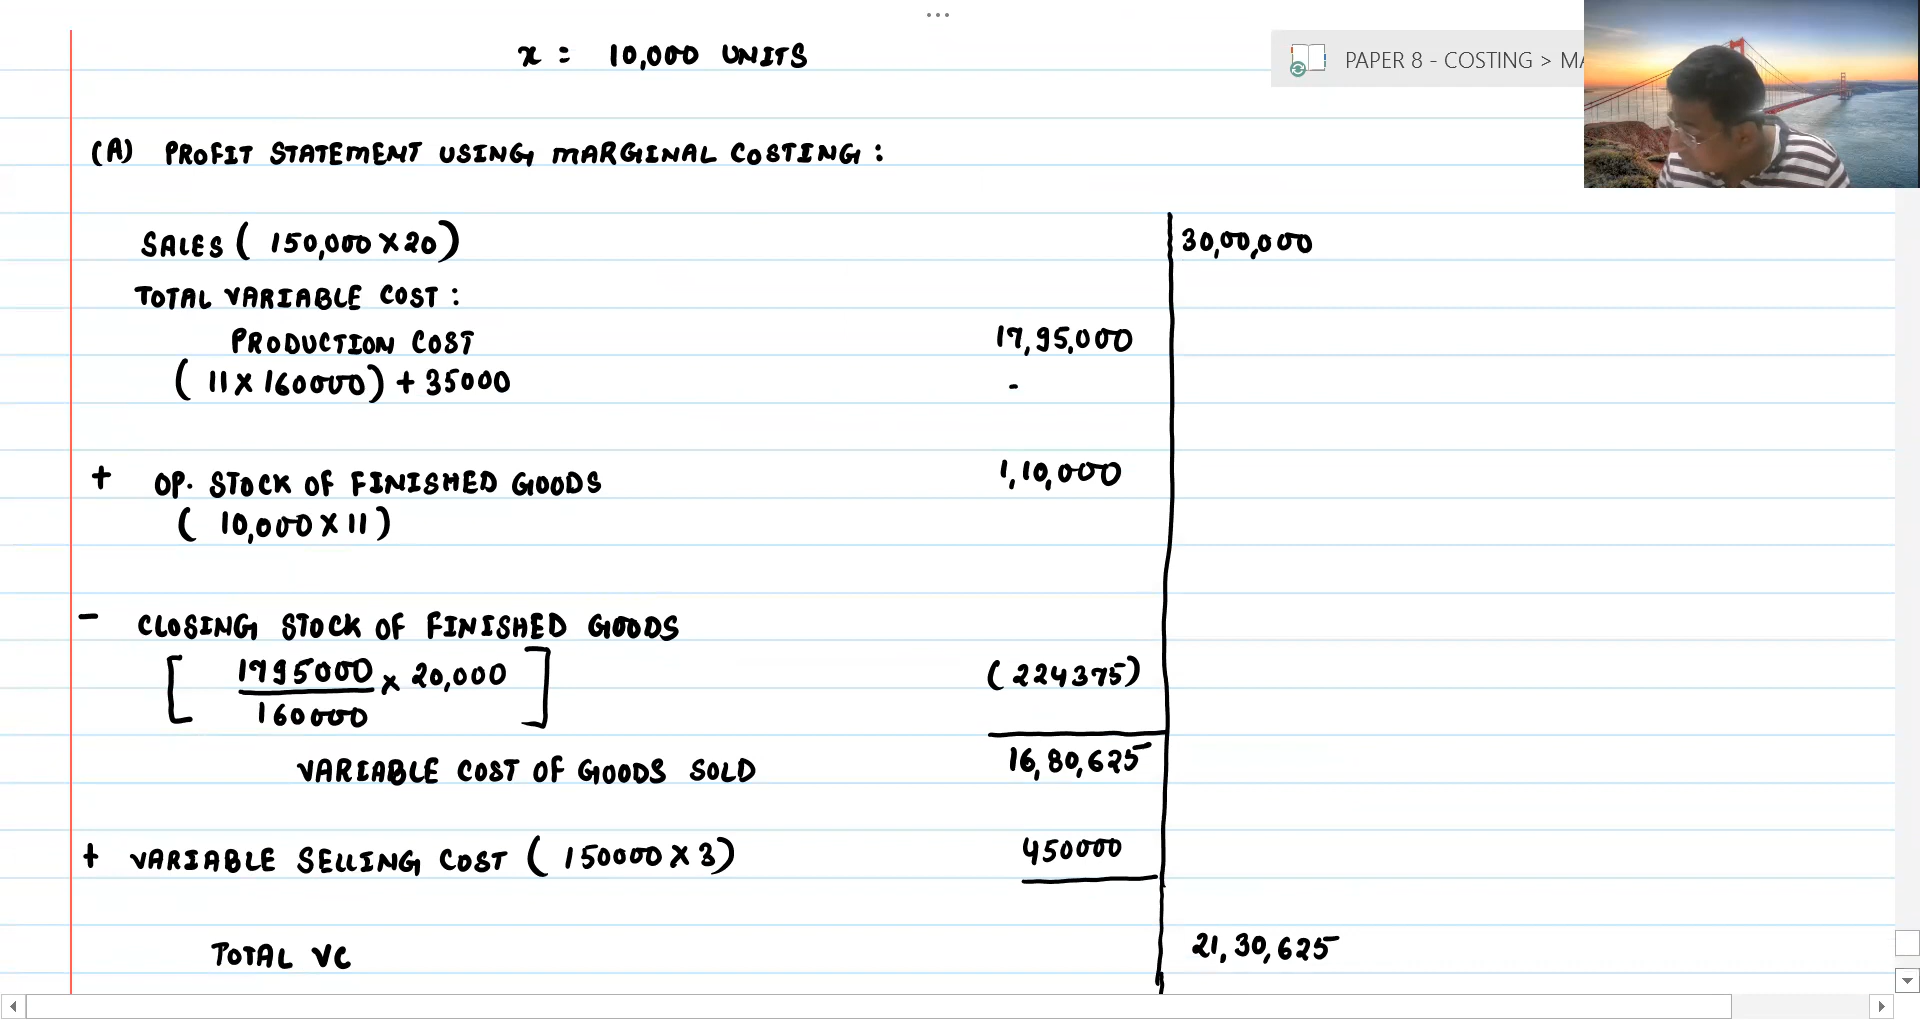 x = 10,000 UNITS
PAPER 8 - COSTING > MA
(A) PROFIT STATEMENT USING MARGINAL COSTING :
SALES ( 150,000 X 20 ) 30,00,000
TOTAL VARIABLE COST :
PRODUCTION COST 17,95,000
( 11 X 160000 ) + 35000 -
+ OP. STOCK OF FINISHED GOODS 1,10,000
( 10,000 X 11 )
- CLOSING STOCK OF FINISHED GOODS
[ 1795000 / 160000 X 20,000 ] ( 224375 )
VARIABLE COST OF GOODS SOLD 16,80,625
+ VARIABLE SELLING COST ( 150000 X 3 ) 450000
TOTAL VC 21,30,625